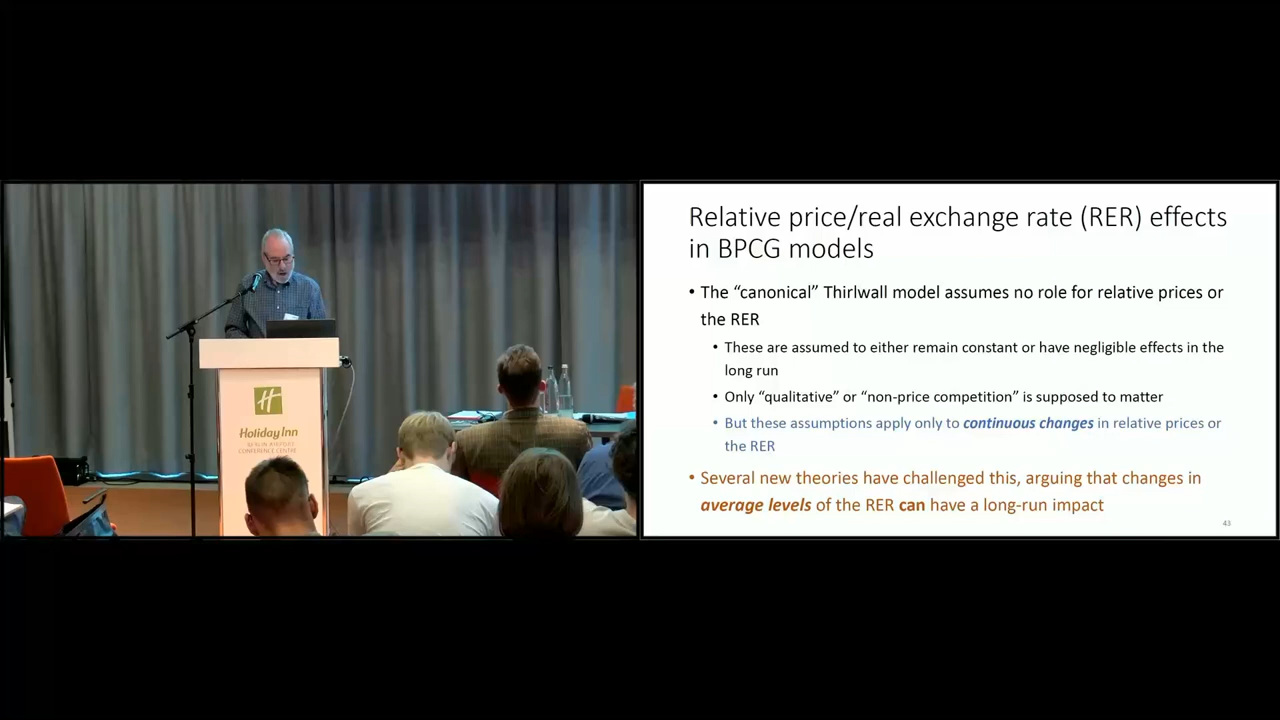 H
Holiday Inn
CONFERENCE CENTRE
Relative price/real exchange rate (RER) effects
in BPCG models
• The “canonical” Thirlwall model assumes no role for relative prices or
the RER
• These are assumed to either remain constant or have negligible effects in the
long run
• Only “qualitative” or “non-price competition” is supposed to matter
• But these assumptions apply only to continuous changes in relative prices or
the RER
• Several new theories have challenged this, arguing that changes in
average levels of the RER can have a long-run impact
43